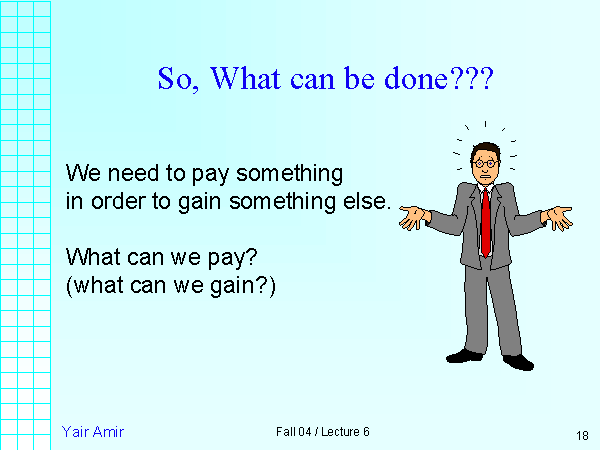 So, What can be done???
We need to pay something
in order to gain something else.
What can we pay?
(what can we gain?)
Yair Amir
Fall 04 / Lecture 6
18